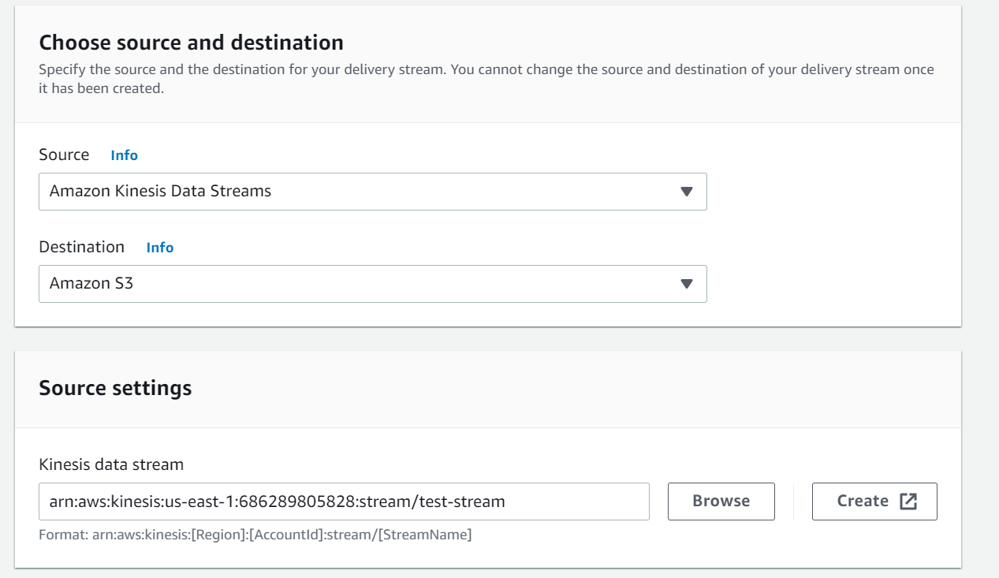 Choose source and destination
Specify the source and the destination for your delivery stream. You cannot change the source and destination of your delivery stream once
it has been created.
Source Info
Amazon Kinesis Data Streams
Destination Info
Amazon S3
Source settings
Kinesis data stream
arn:aws:kinesis:us-east-1:686289805828:stream/test-stream
Browse
Create
Format: arn:aws:kinesis:[Region]:[AccountId]:stream/[StreamName]